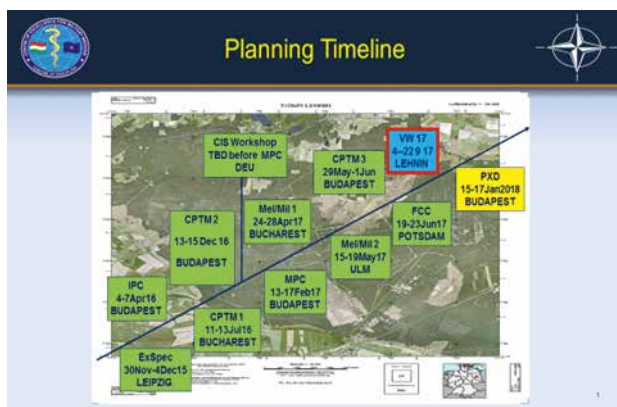 Planning Timeline
CIS Workshop
TBD before MPC
DEU
CPTM 3
29May-1Jun
BUDAPEST
VW 17
4–22 9 17
LEHNIN
PXD
15-17Jan2018
BUDAPEST
CPTM 2
13-15 Dec 16
BUDAPEST
Mel/Mil 1
24-28Apr17
BUCHAREST
FCC
19-23Jun17
POTSDAM
Mel/Mil 2
15-19May17
ULM
IPC
4-7Apr16
BUDAPEST
MPC
13-17Feb17
BUDAPEST
CPTM 1
11-13Jul16
BUCHAREST
ExSpec
30Nov-4Dec15
LEIPZIG
1